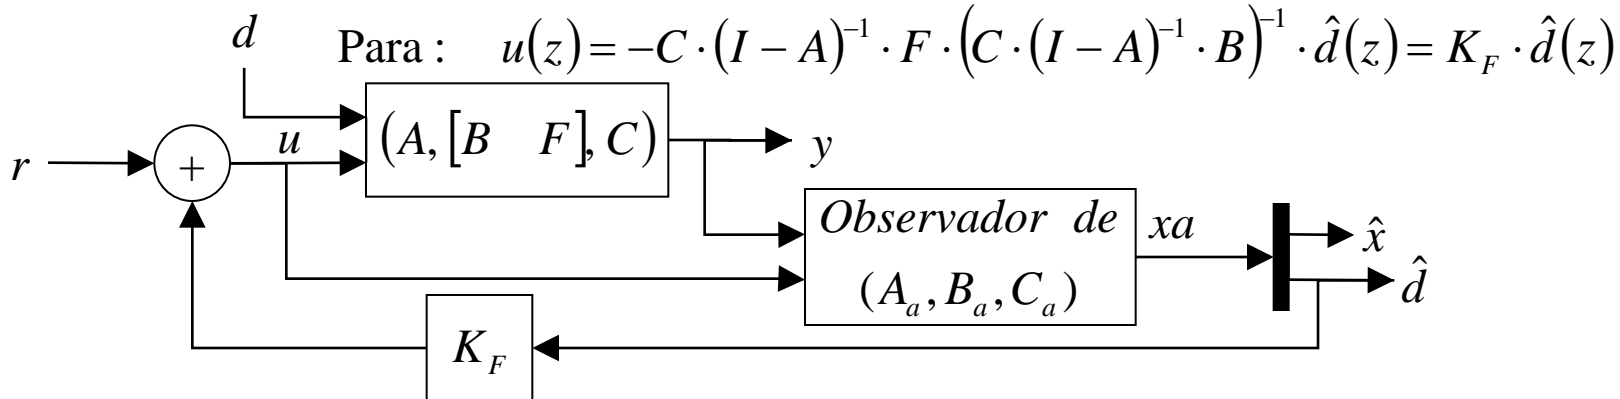 d
Para : u(z) = −C · (I − A)⁻¹ · F · (C · (I − A)⁻¹ · B)⁻¹ · d̂(z) = K_F · d̂(z)
r
+
u
(A, [B F], C)
y
Observador de
(A_a, B_a, C_a)
xa
x̂
d̂
K_F